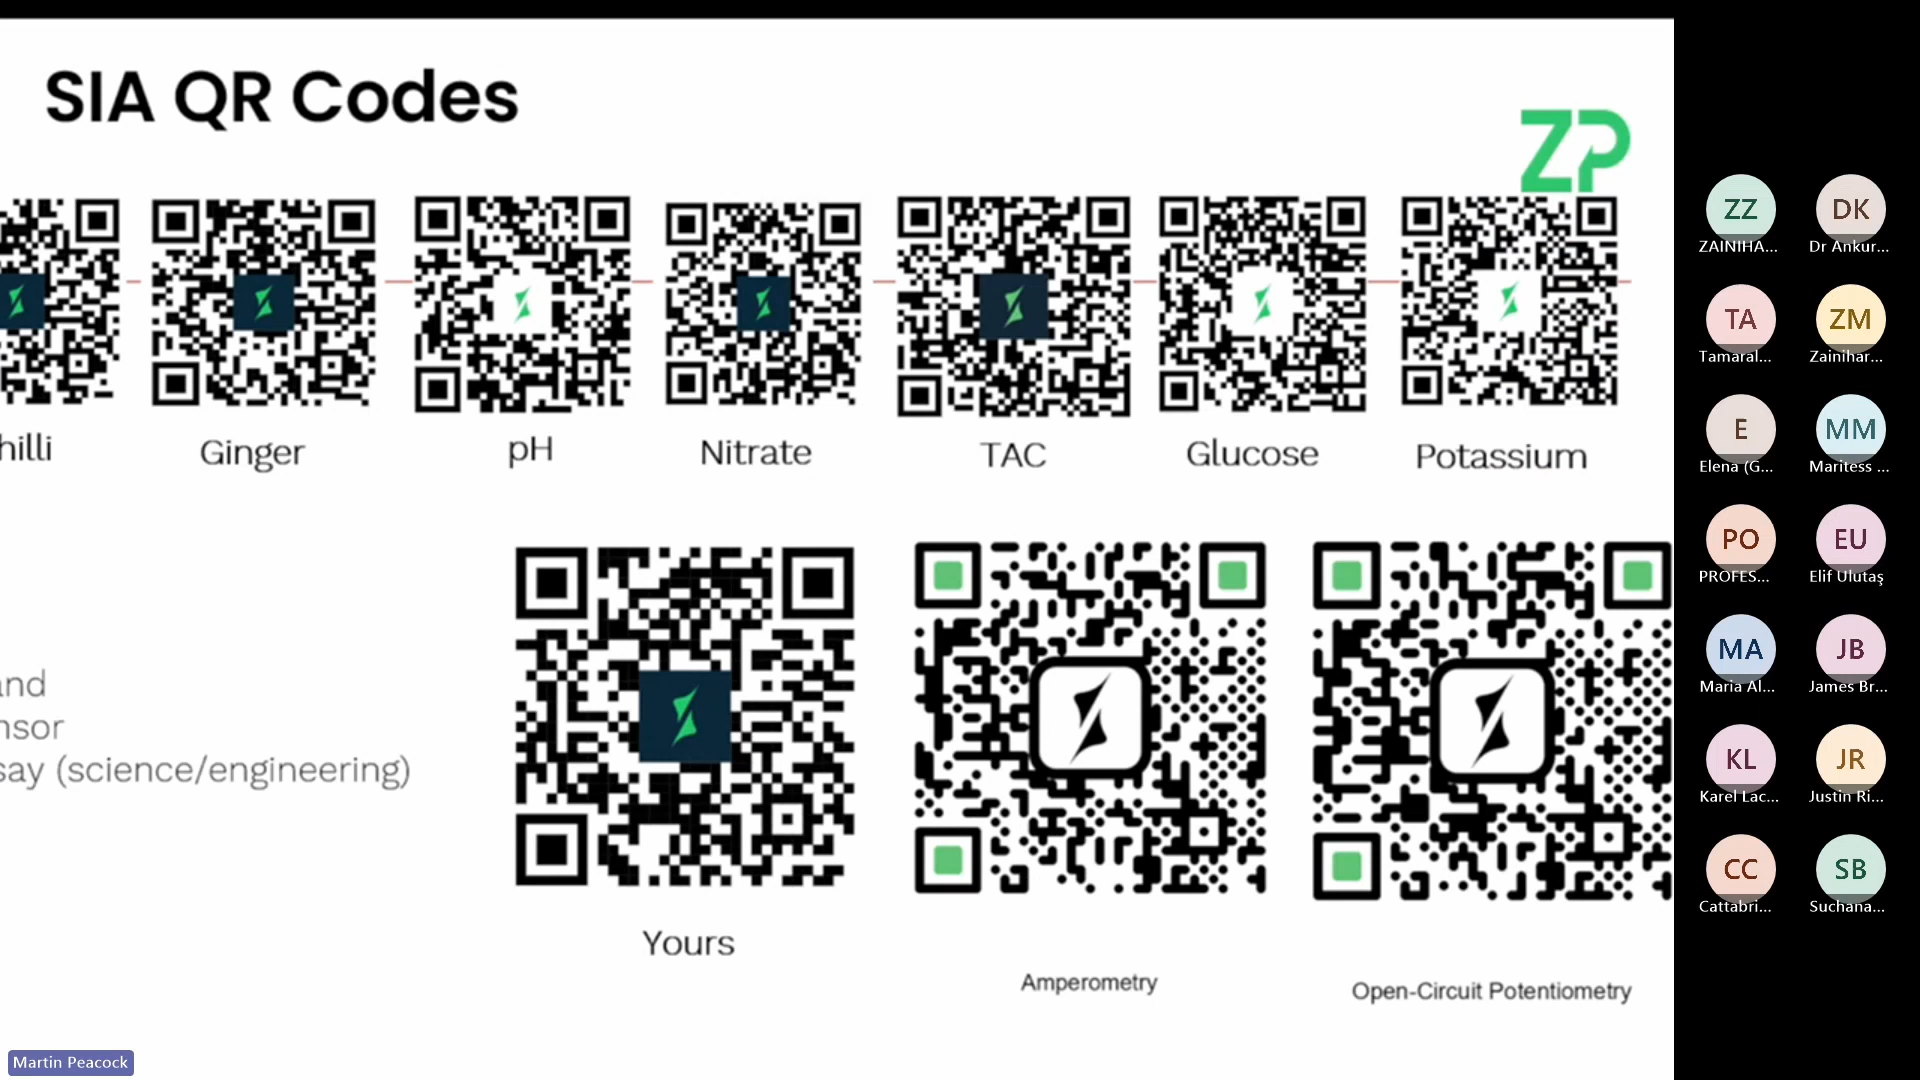 SIA QR Codes
ZP
hilli
Ginger
pH
Nitrate
TAC
Glucose
Potassium
and
nsor
say (science/engineering)
Yours
Amperometry
Open-Circuit Potentiometry
Martin Peacock
ZZ
DK
ZAINIHA...
Dr Ankur...
TA
ZM
Tamaral...
Zainihar...
E
MM
Elena (G...
Maritess ...
PO
EU
PROFES...
Elif Ulutaş
MA
JB
Maria Al...
James Br...
KL
JR
Karel Lac...
Justin Ri...
CC
SB
Cattabri...
Suchana...